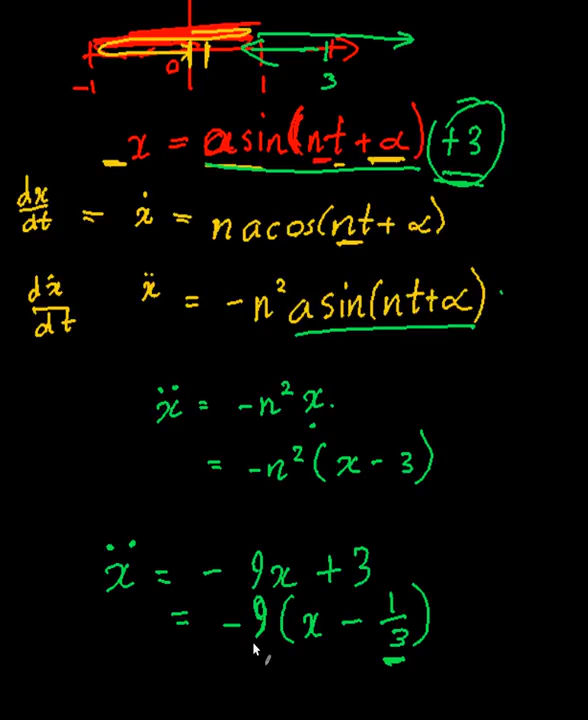 -1 0 1 3
x = a sin(nt + α) + 3
dx/dt = ẋ = n a cos(nt + α)
dẋ/dt ẍ = -n² a sin(nt + α)
ẍ = -n² x.
= -n² (x - 3)
ẍ = - 9x + 3
= -9 (x - 1/3)